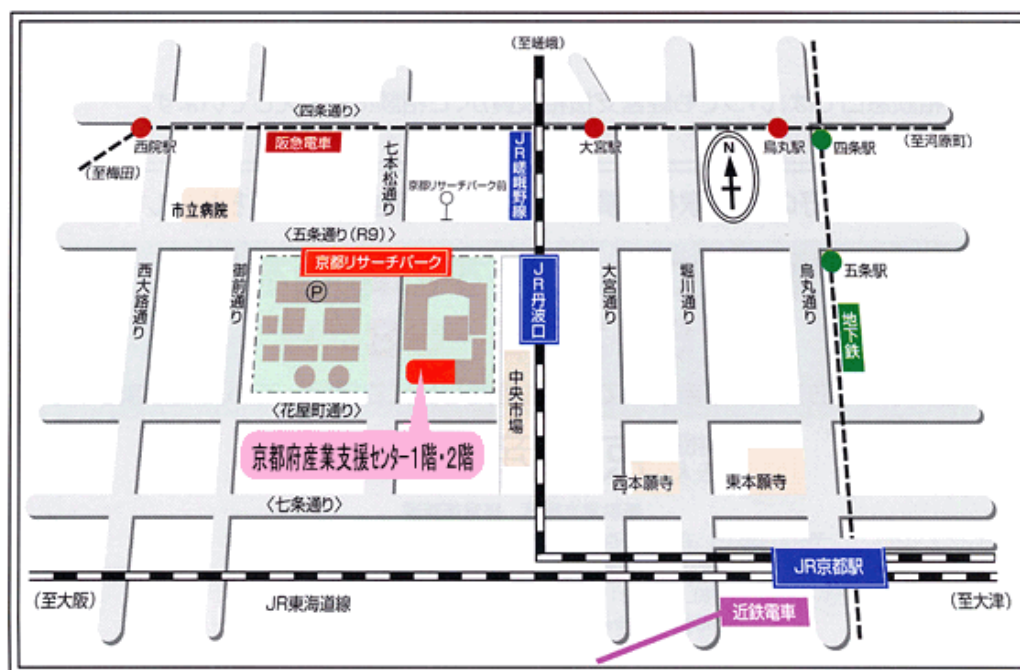 (至嵯峨)
〈四条通り〉
西院駅
阪急電車
七本松通り
JR嵯峨野線
大宮駅
烏丸駅
四条駅
(至河原町)
(至梅田)
N
市立病院
京都リサーチパーク前
〈五条通り(R9)〉
京都リサーチパーク
P
西大路通り
御前通り
JR丹波口
大宮通り
堀川通り
烏丸通り
五条駅
地下鉄
中央市場
〈花屋町通り〉
京都府産業支援センター1階・2階
西本願寺
東本願寺
〈七条通り〉
JR京都駅
(至大阪)
JR東海道線
近鉄電車
(至大津)